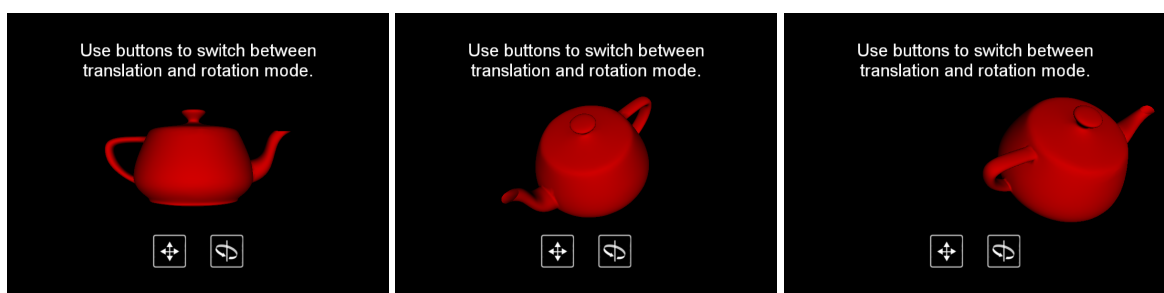 Use buttons to switch between
translation and rotation mode.
Use buttons to switch between
translation and rotation mode.
Use buttons to switch between
translation and rotation mode.